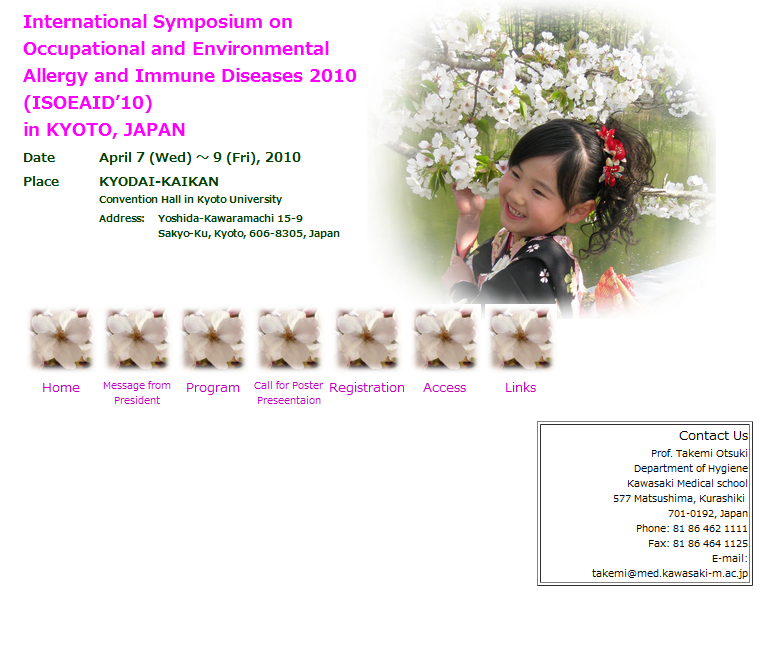 International Symposium on
Occupational and Environmental
Allergy and Immune Diseases 2010
(ISOEAID’10)
in KYOTO, JAPAN
Date April 7 (Wed) ～ 9 (Fri), 2010
Place KYODAI-KAIKAN
Convention Hall in Kyoto University
Address: Yoshida-Kawaramachi 15-9
Sakyo-Ku, Kyoto, 606-8305, Japan
Home
Message from
President
Program
Call for Poster
Preseentaion
Registration
Access
Links
Contact Us
Prof. Takemi Otsuki
Department of Hygiene
Kawasaki Medical school
577 Matsushima, Kurashiki
701-0192, Japan
Phone: 81 86 462 1111
Fax: 81 86 464 1125
E-mail:
takemi@med.kawasaki-m.ac.jp